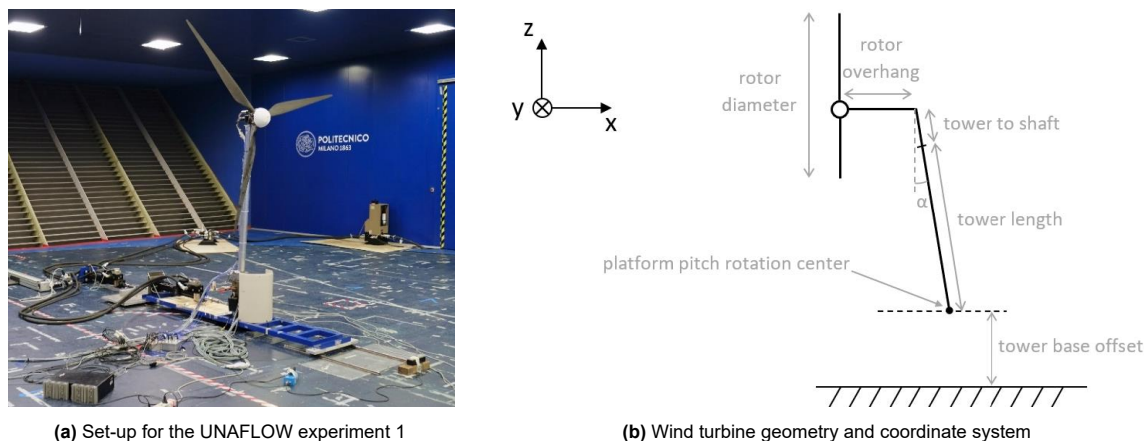 POLITECNICO
MILANO 1863
z
y
x
rotor
diameter
rotor
overhang
tower to shaft
α
tower length
platform pitch rotation center
tower base offset
(a) Set-up for the UNAFLOW experiment 1
(b) Wind turbine geometry and coordinate system